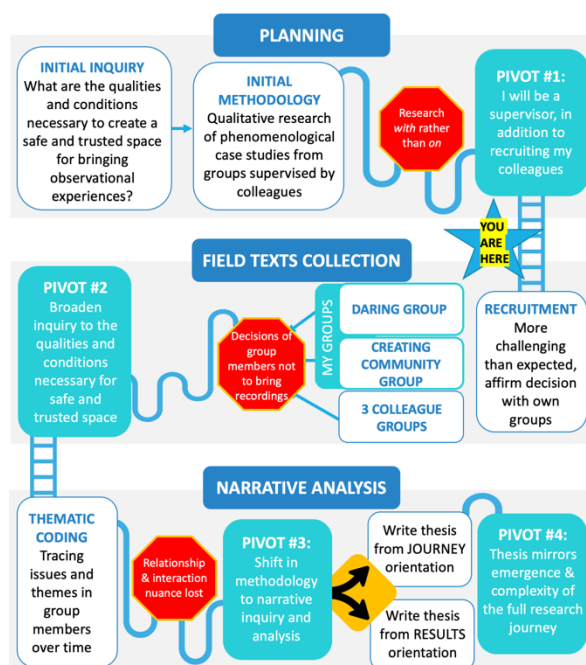 PLANNING
INITIAL INQUIRY
What are the qualities
and conditions
necessary to create a
safe and trusted space
for bringing
observational
experiences?
INITIAL
METHODOLOGY
Qualitative research
of phenomenological
case studies from
groups supervised by
colleagues
Research
with rather
than on
PIVOT #1:
I will be a
supervisor, in
addition to
recruiting my
colleagues
YOU
ARE
HERE
FIELD TEXTS COLLECTION
RECRUITMENT
More
challenging
than expected,
affirm decision
with own
groups
MY GROUPS
DARING GROUP
CREATING
COMMUNITY
GROUP
3 COLLEAGUE
GROUPS
Decisions of
group
members not
to bring
recordings
PIVOT #2
Broaden
inquiry to the
qualities and
conditions
necessary for
safe and
trusted space
NARRATIVE ANALYSIS
THEMATIC
CODING
Tracing
issues and
themes in
group
members
over time
Relationship
& interaction
nuance lost
PIVOT #3:
Shift in
methodology
to narrative
inquiry and
analysis
Write thesis
from JOURNEY
orientation
Write thesis
from RESULTS
orientation
PIVOT #4:
Thesis mirrors
emergence &
complexity of
the full research
journey